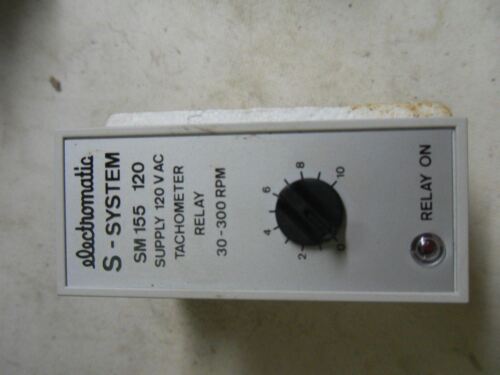 electromatic
S-SYSTEM
SM 155 120
SUPPLY 120 V AC
TACHOMETER
RELAY
30-300 RPM
0
2
4
6
8
10
RELAY ON